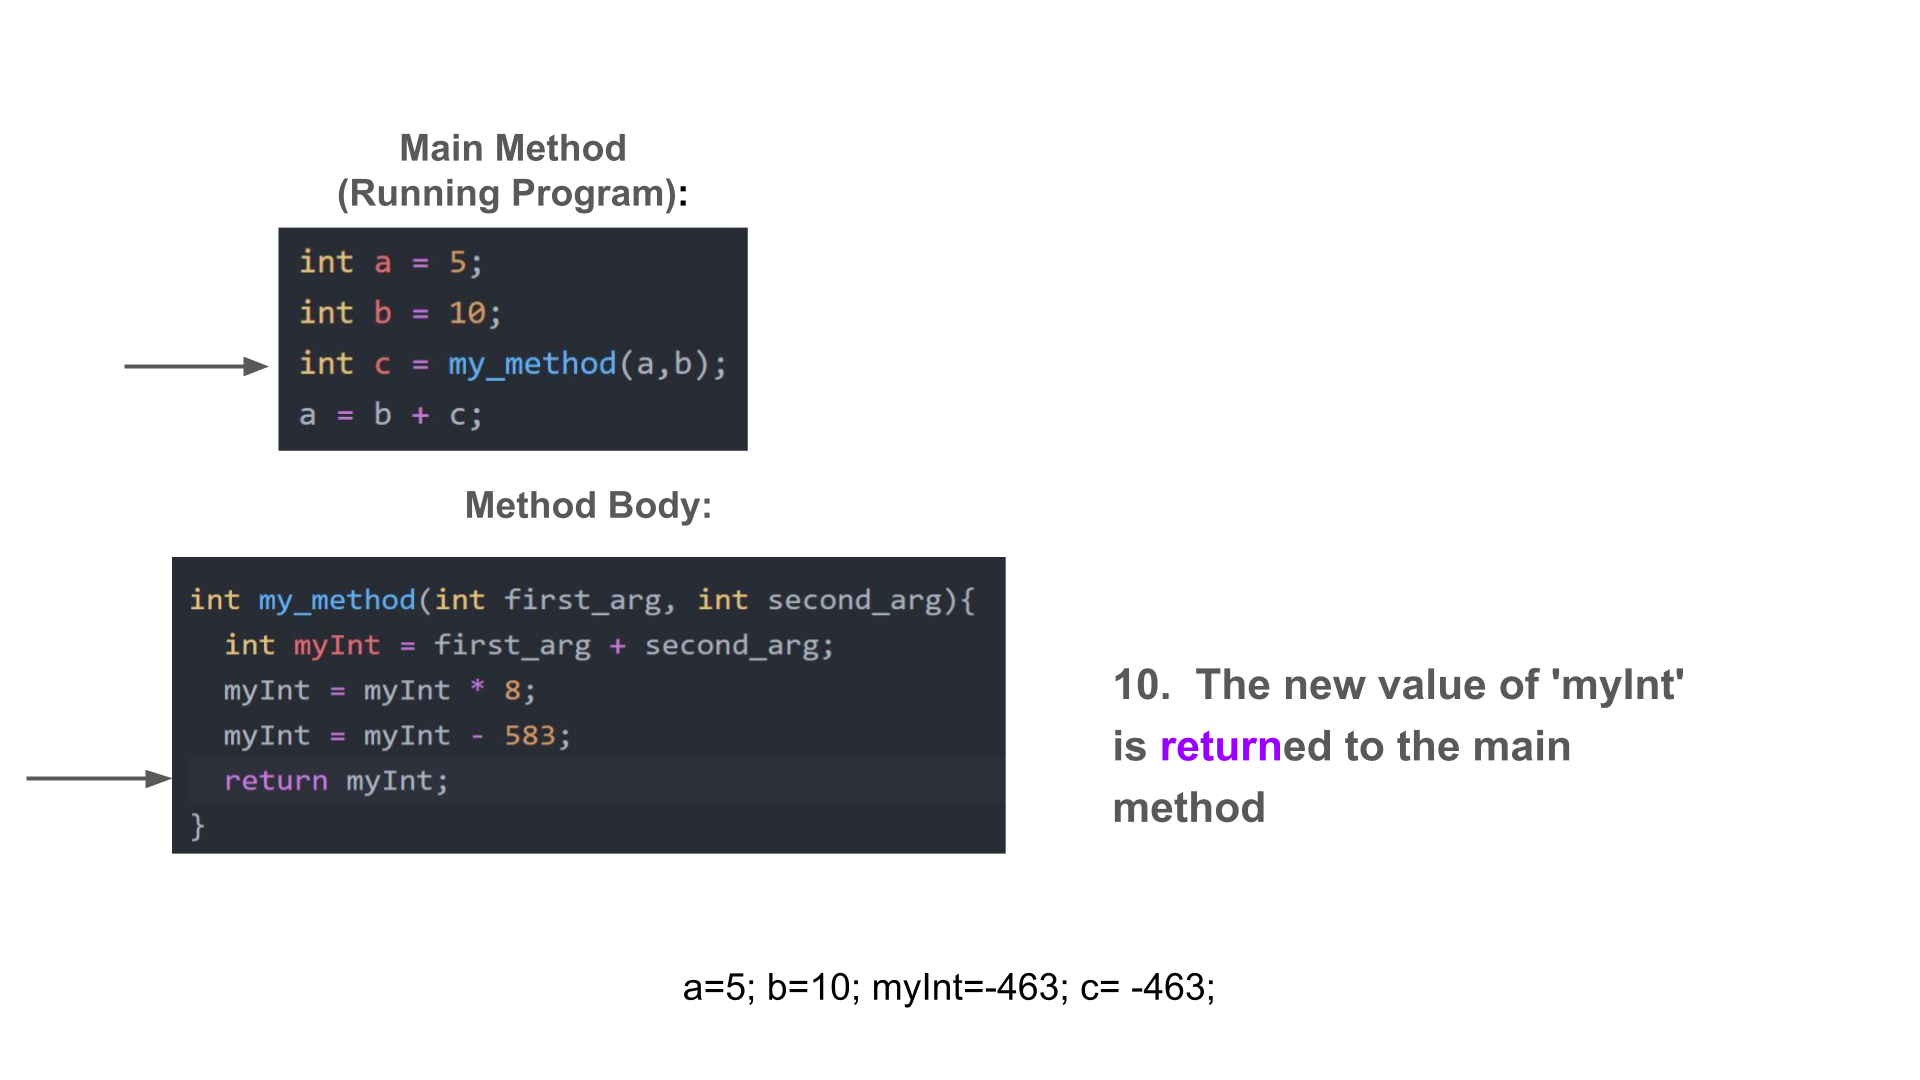 Main Method
(Running Program):
int a = 5;
int b = 10;
int c = my_method(a,b);
a = b + c;
Method Body:
int my_method(int first_arg, int second_arg){
  int myInt = first_arg + second_arg;
  myInt = myInt * 8;
  myInt = myInt - 583;
  return myInt;
}
10.  The new value of 'myInt'
is returned to the main
method
a=5; b=10; myInt=-463; c= -463;